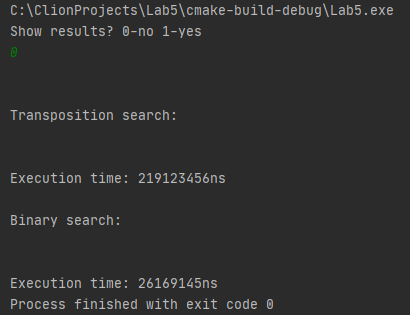 C:\ClionProjects\Lab5\cmake-build-debug\Lab5.exe
Show results? 0-no 1-yes
0
Transposition search:
Execution time: 219123456ns
Binary search:
Execution time: 26169145ns
Process finished with exit code 0